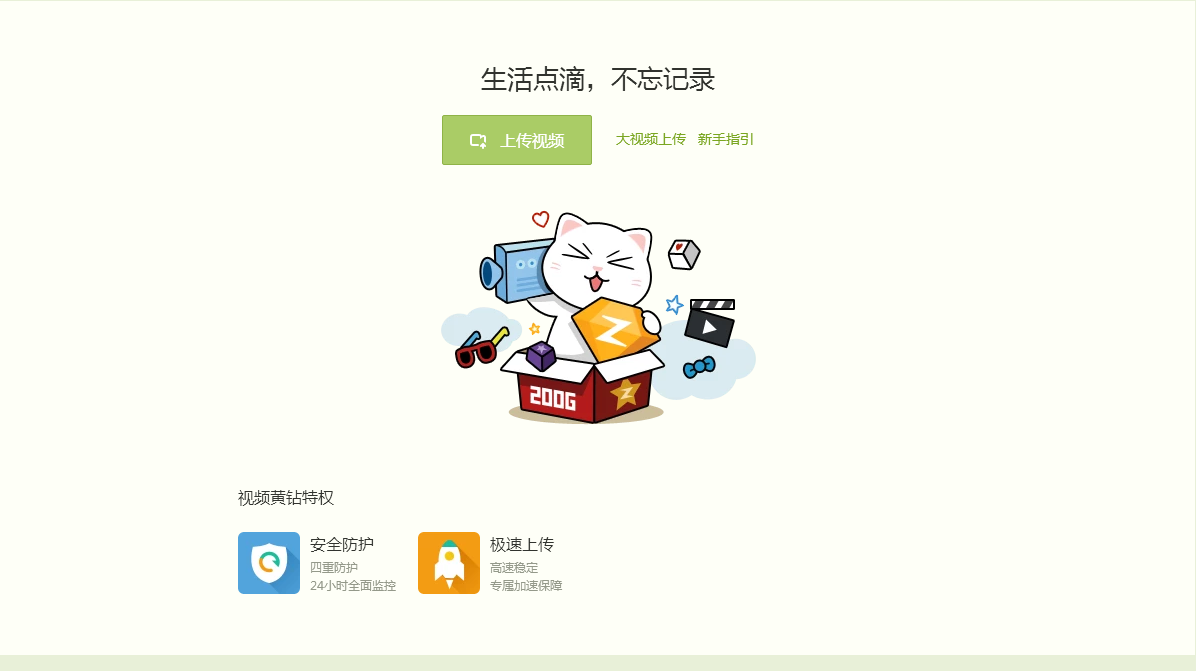 生活点滴，不忘记录
上传视频 大视频上传 新手指引
Z
200G
Z
视频黄钻特权
安全防护
四重防护
24小时全面监控
极速上传
高速稳定
专属加速保障